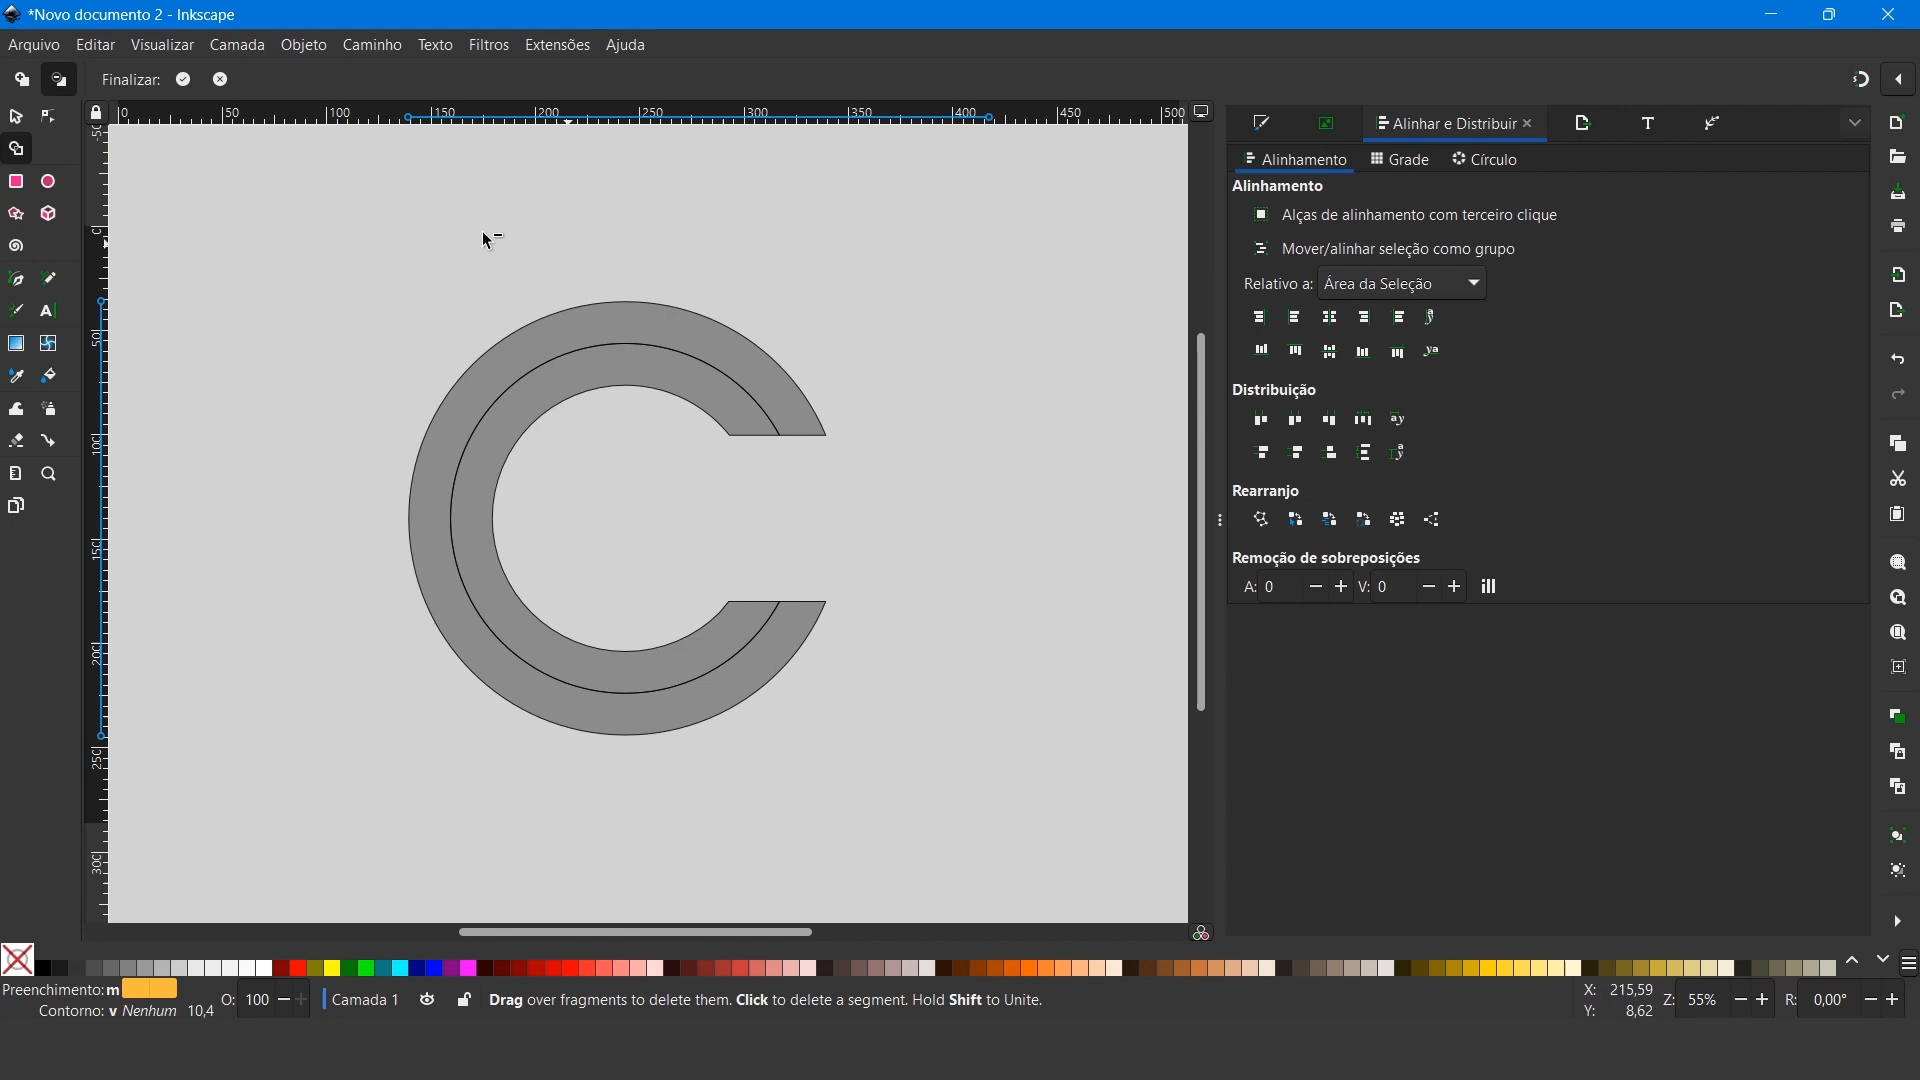 *Novo documento 2 - Inkscape
Arquivo Editar Visualizar Camada Objeto Caminho Texto Filtros Extensões Ajuda
Finalizar:
0 50 100 150 200 250 300 350 400 450 500
Alinhar e Distribuir
Alinhamento Grade Círculo
Alinhamento
Alças de alinhamento com terceiro clique
Mover/alinhar seleção como grupo
Relativo a: Área da Seleção
Distribuição
Rearranjo
Remoção de sobreposições
A: 0 V: 0
Preenchimento: m
Contorno: v Nenhum 10,4
O: 100
Camada 1
Drag over fragments to delete them. Click to delete a segment. Hold Shift to Unite.
X: 215,59
Y: 8,62
Z: 55%
R: 0,00°